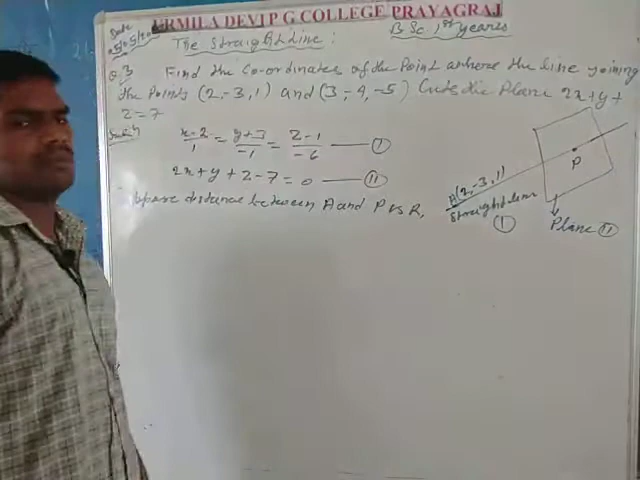 URMILA DEVI P G COLLEGE PRAYAGRAJ
Date
The Straight Line :
B.Sc 1st years
Q.3 Find the Co-ordinates of the Point where the line joining
the Points (2,-3,1) and (3,-4,-5) Cuts the Plane 2x+y+
z=7
x-2/1 = y+3/-1 = z-1/-6 —— I
2x+y+z-7=0 —— II
distance between A and P is R,
A(2,-3,1)
Straight line
I
P
Plane II